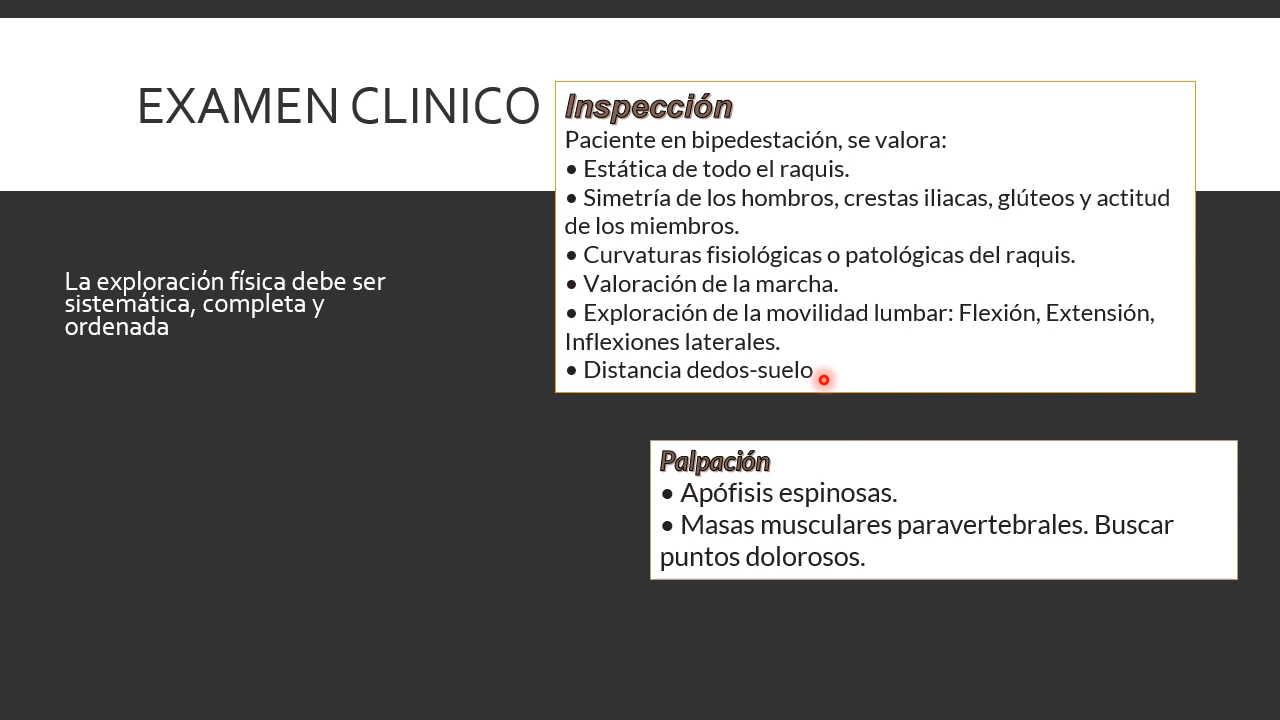 EXAMEN CLINICO
La exploración física debe ser
sistemática, completa y
ordenada
Inspección
Paciente en bipedestación, se valora:
• Estática de todo el raquis.
• Simetría de los hombros, crestas iliacas, glúteos y actitud
de los miembros.
• Curvaturas fisiológicas o patológicas del raquis.
• Valoración de la marcha.
• Exploración de la movilidad lumbar: Flexión, Extensión,
Inflexiones laterales.
• Distancia dedos-suelo
Palpación
• Apófisis espinosas.
• Masas musculares paravertebrales. Buscar
puntos dolorosos.